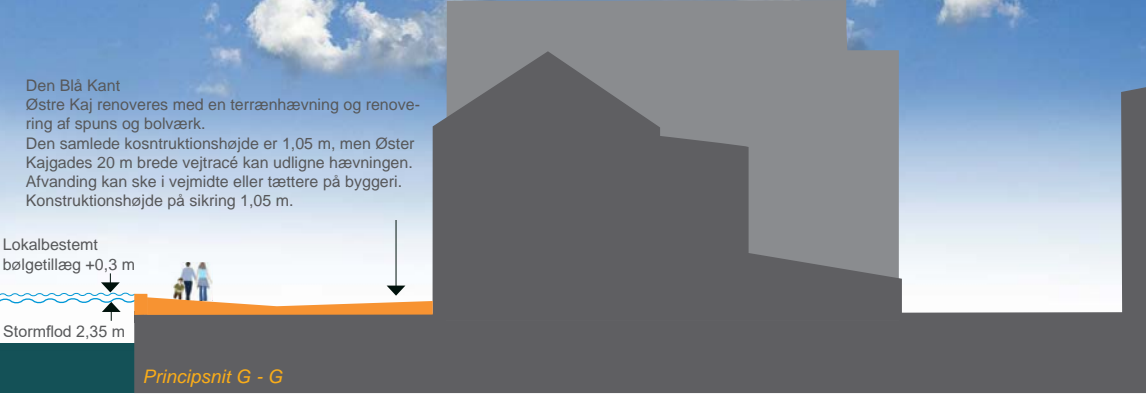 Den Blå Kant
Østre Kaj renoveres med en terrænhævning og renove-
ring af spuns og bolværk.
Den samlede kosntruktionshøjde er 1,05 m, men Øster
Kajgades 20 m brede vejtracé kan udligne hævningen.
Afvanding kan ske i vejmidte eller tættere på byggeri.
Konstruktionshøjde på sikring 1,05 m.
Lokalbestemt
bølgetillæg +0,3 m
Stormflod 2,35 m
Principsnit G - G